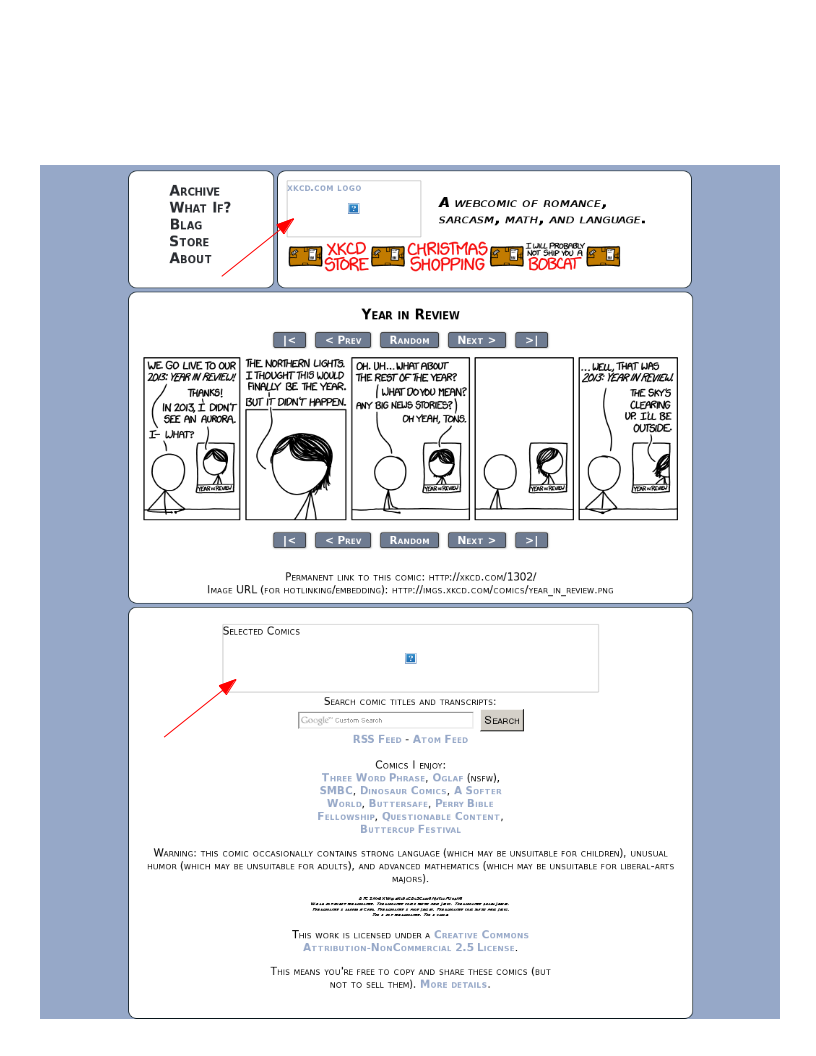 Archive
What If?
Blag
Store
About
xkcd.com logo
A webcomic of romance,
sarcasm, math, and language.
XKCD STORE
CHRISTMAS SHOPPING
I WILL PROBABLY NOT SHIP YOU A BOBCAT
Year in Review
|< < Prev Random Next > >|
WE GO LIVE TO OUR
2013: YEAR IN REVIEW!
THANKS!
IN 2013, I DIDN'T
SEE AN AURORA.
I- WHAT?
YEAR IN REVIEW
THE NORTHERN LIGHTS.
I THOUGHT THIS WOULD
FINALLY BE THE YEAR.
BUT IT DIDN'T HAPPEN.
OH. UH... WHAT ABOUT
THE REST OF THE YEAR?
WHAT DO YOU MEAN?
ANY BIG NEWS STORIES?
OH YEAH, TONS.
YEAR IN REVIEW
YEAR IN REVIEW
...WELL, THAT WAS
2013: YEAR IN REVIEW.
THE SKY'S
CLEARING
UP. I'LL BE
OUTSIDE.
YEAR IN REVIEW
|< < Prev Random Next > >|
Permanent link to this comic: http://xkcd.com/1302/
Image URL (for hotlinking/embedding): http://imgs.xkcd.com/comics/year_in_review.png
Selected Comics
Search comic titles and transcripts:
Google™ Custom Search Search
RSS Feed - Atom Feed
Comics I enjoy:
Three Word Phrase, Oglaf (nsfw),
SMBC, Dinosaur Comics, A Softer
World, Buttersafe, Perry Bible
Fellowship, Questionable Content,
Buttercup Festival
Warning: this comic occasionally contains strong language (which may be unsuitable for children), unusual
humor (which may be unsuitable for adults), and advanced mathematics (which may be unsuitable for liberal-arts
majors).
This work is licensed under a Creative Commons
Attribution-NonCommercial 2.5 License.
This means you're free to copy and share these comics (but
not to sell them). More details.